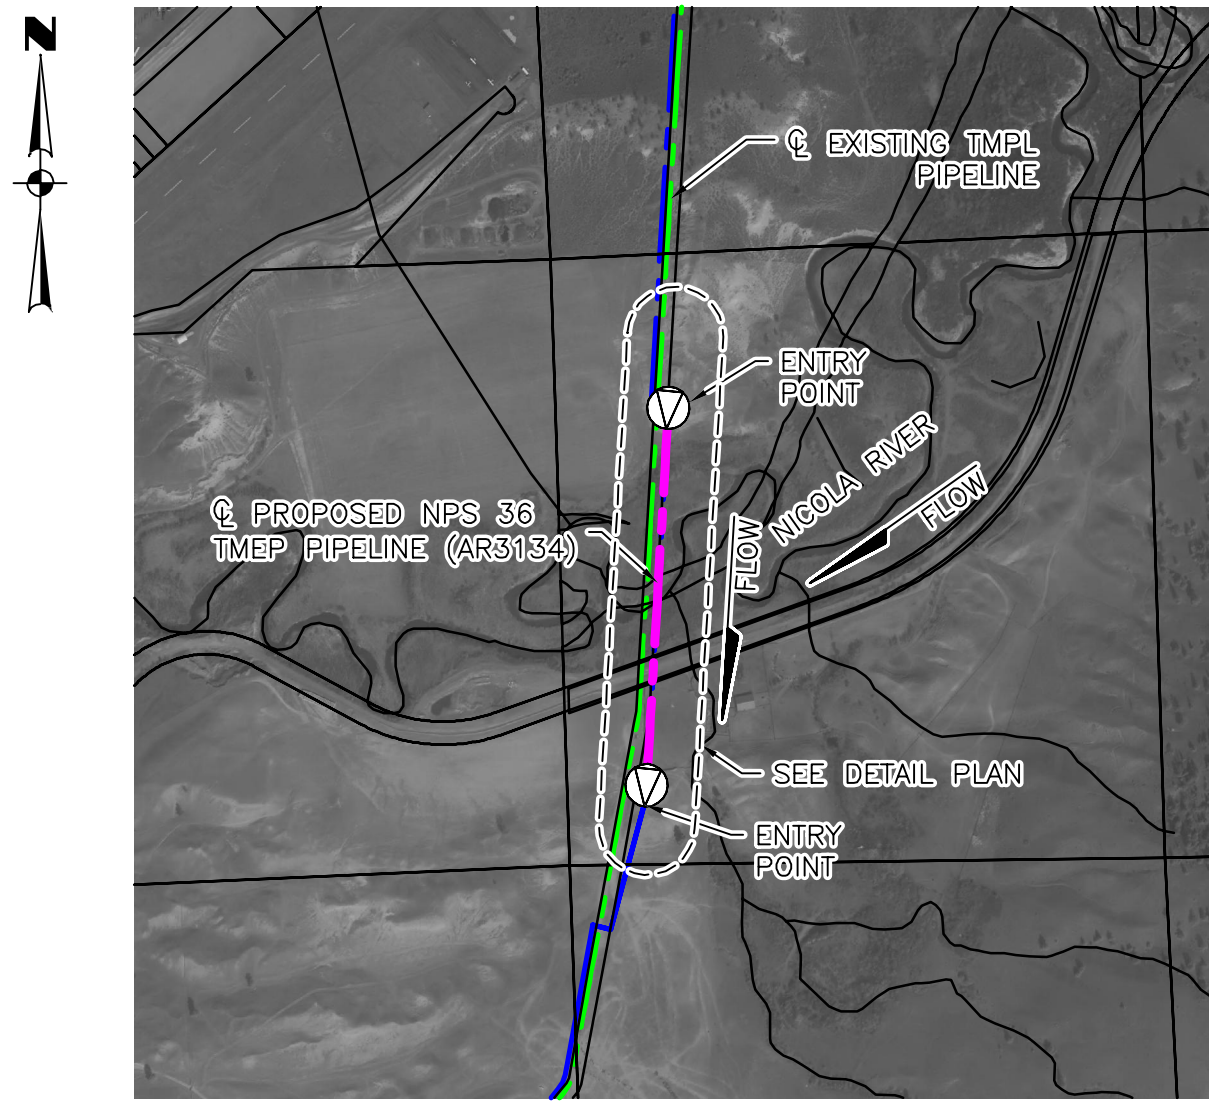 N
℄ EXISTING TMPL
PIPELINE
ENTRY
POINT
NICOLA RIVER
FLOW
FLOW
℄ PROPOSED NPS 36
TMEP PIPELINE (AR3134)
SEE DETAIL PLAN
ENTRY
POINT